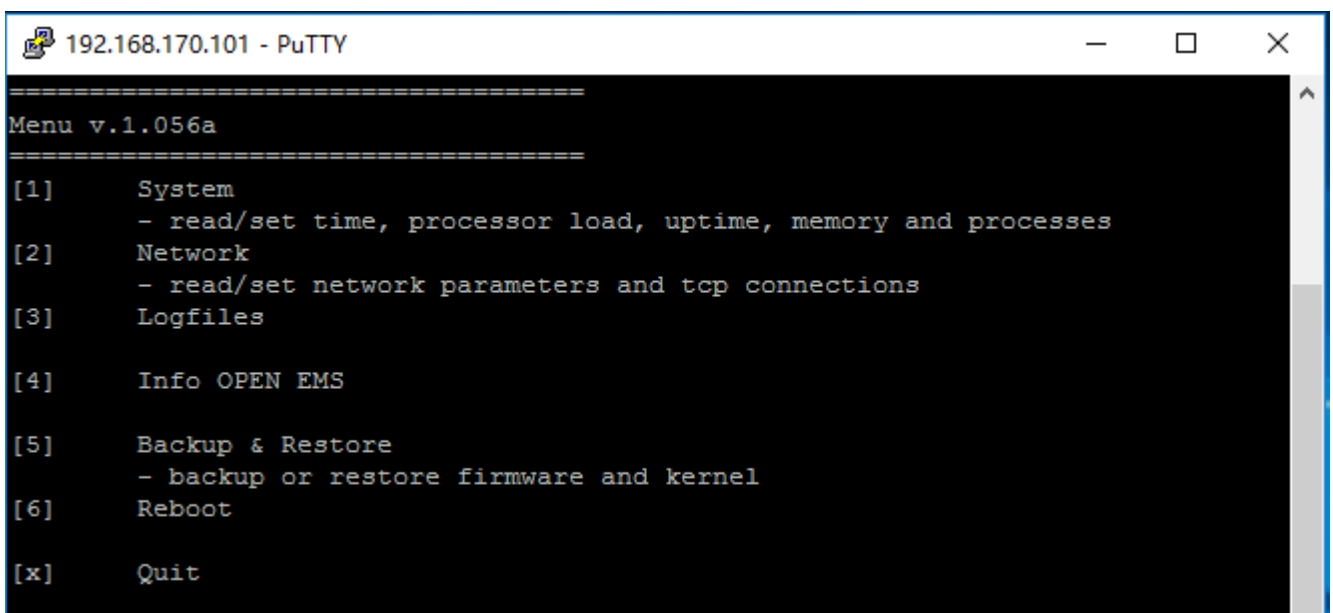 192.168.170.101 - PuTTY
====================================
Menu v.1.056a
====================================
[1] System
- read/set time, processor load, uptime, memory and processes
[2] Network
- read/set network parameters and tcp connections
[3] Logfiles
[4] Info OPEN EMS
[5] Backup & Restore
- backup or restore firmware and kernel
[6] Reboot
[x] Quit